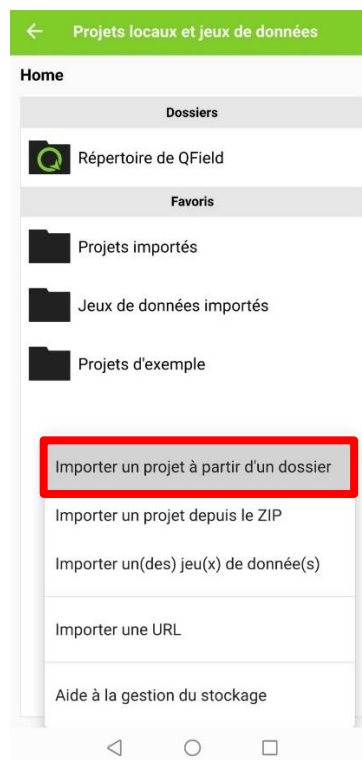 Projets locaux et jeux de données
Home
Dossiers
Répertoire de QField
Favoris
Projets importés
Jeux de données importés
Projets d'exemple
Importer un projet à partir d'un dossier
Importer un projet depuis le ZIP
Importer un(des) jeu(x) de donnée(s)
Importer une URL
Aide à la gestion du stockage